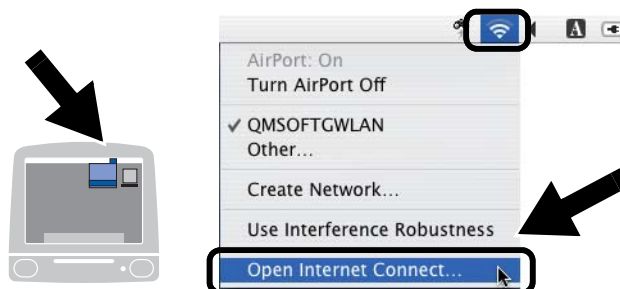 A
AirPort: On
Turn AirPort Off
✓ QMSOFTGWLAN
Other...
Create Network...
Use Interference Robustness
Open Internet Connect...